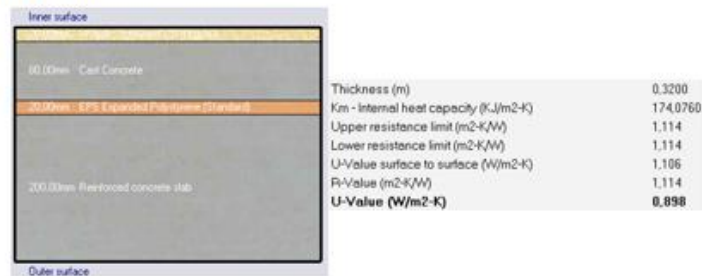 Inner surface
80,00mm Cast Concrete
20,00mm EPS Expanded Polystyrene (Standard)
200,00mm Reinforced concrete slab
Outer surface
Thickness (m) 0,3200
Km - Internal heat capacity (KJ/m2-K) 174,0760
Upper resistance limit (m2-K/W) 1,114
Lower resistance limit (m2-K/W) 1,114
U-Value surface to surface (W/m2-K) 1,106
R-Value (m2-K/W) 1,114
U-Value (W/m2-K) 0,898